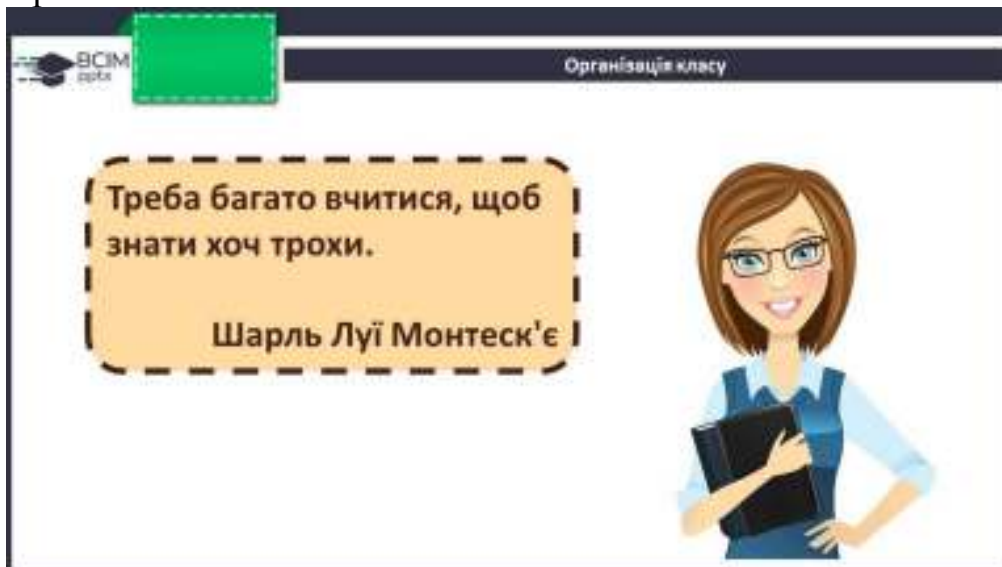 ВСІМ
pptx
Організація класу
Треба багато вчитися, щоб
знати хоч трохи.
Шарль Луї Монтеск'є